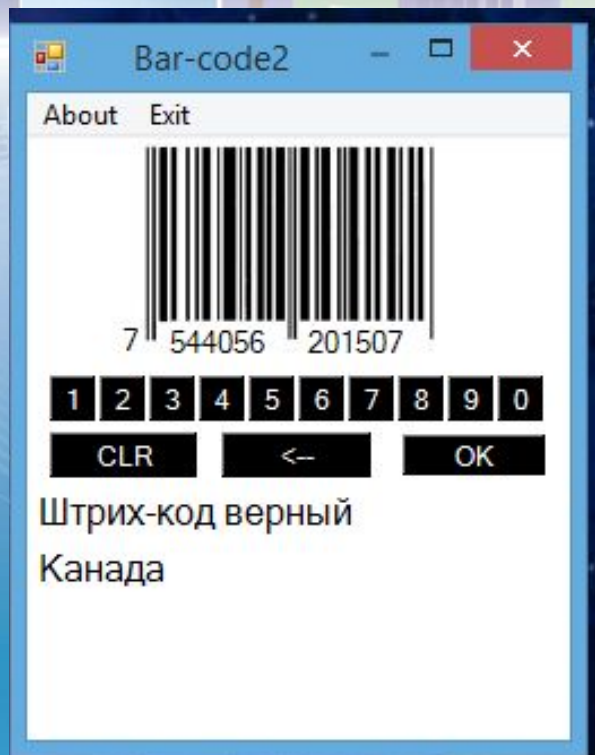 Bar-code2
About Exit
7 544056 201507
1 2 3 4 5 6 7 8 9 0
CLR <-- OK
Штрих-код верный
Канада